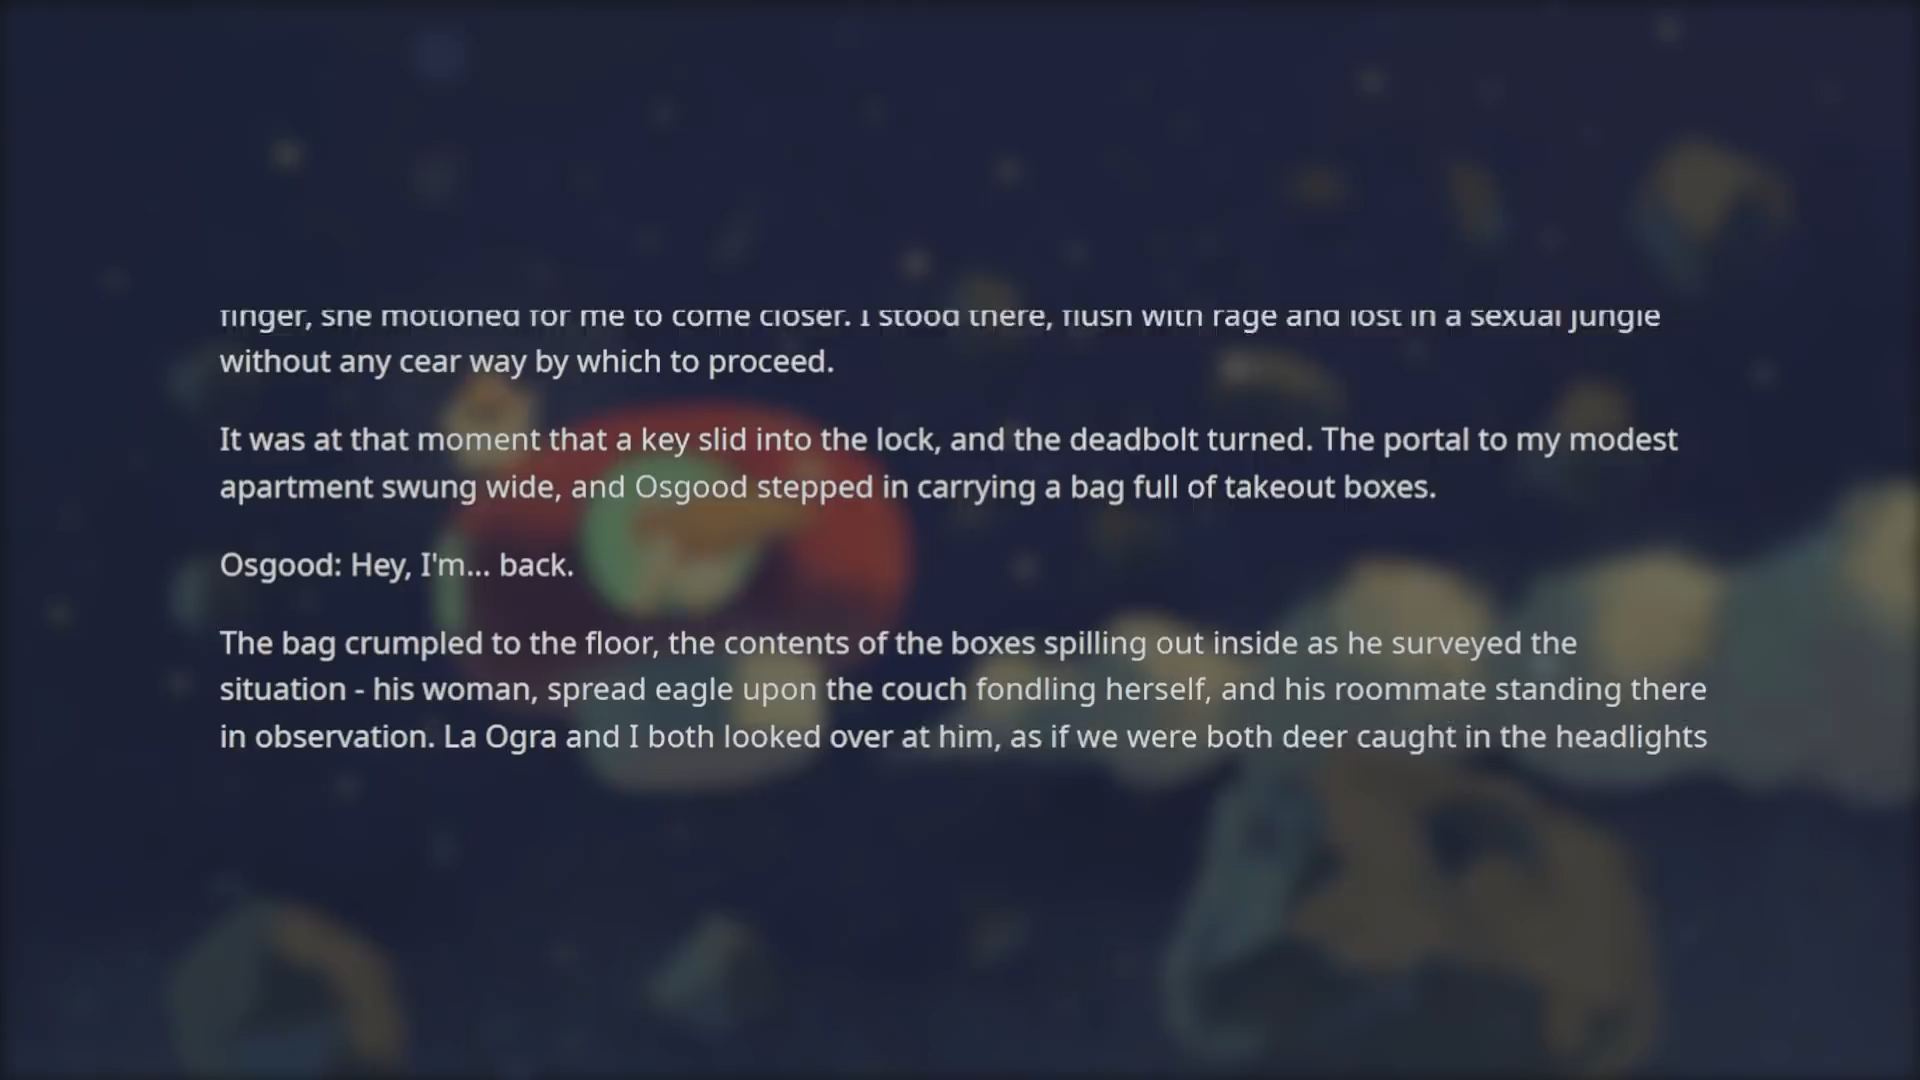 finger, she motioned for me to come closer. I stood there, flush with rage and lost in a sexual jungle
without any cear way by which to proceed.
It was at that moment that a key slid into the lock, and the deadbolt turned. The portal to my modest
apartment swung wide, and Osgood stepped in carrying a bag full of takeout boxes.
Osgood: Hey, I'm... back.
The bag crumpled to the floor, the contents of the boxes spilling out inside as he surveyed the
situation - his woman, spread eagle upon the couch fondling herself, and his roommate standing there
in observation. La Ogra and I both looked over at him, as if we were both deer caught in the headlights